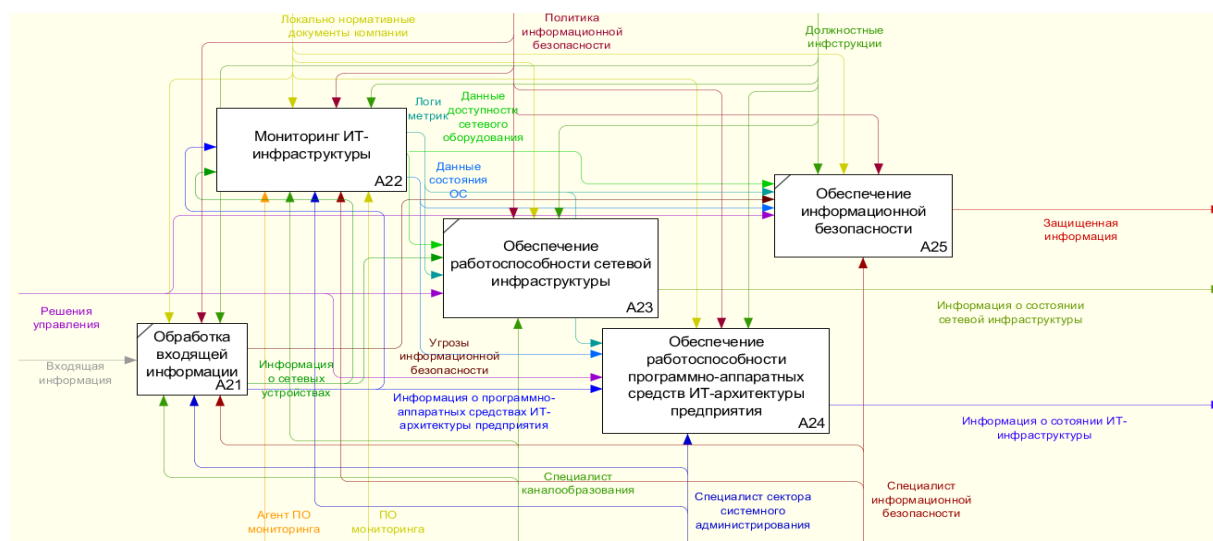 Локально нормативные
документы компании
Политика
информационной
безопасности
Должностные
инфструкции
Логи
метрик
Данные
доступности
сетевого
оборудования
Мониторинг ИТ-
инфраструктуры
A22
Данные
состояния
ОС
Обеспечение
информационной
безопасности
A25
Защищенная
информация
Обеспечение
работоспособности сетевой
инфраструктуры
A23
Информация о состоянии
сетевой инфраструктуры
Решения
управления
Обработка
входящей
информации
A21
Входящая
информация
Информация
о сетевых
устройствах
Угрозы
информационной
безопасности
Обеспечение
работоспособности
программно-аппаратных
средств ИТ-архитектуры
предприятия
A24
Информация о программно-
аппаратных средствах ИТ-
архитектуры предприятия
Информация о состоянии ИТ-
инфраструктуры
Специалист
каналообразования
Специалист сектора
системного
администрирования
Специалист
информационной
безопасности
Агент ПО
мониторинга
ПО
мониторинга